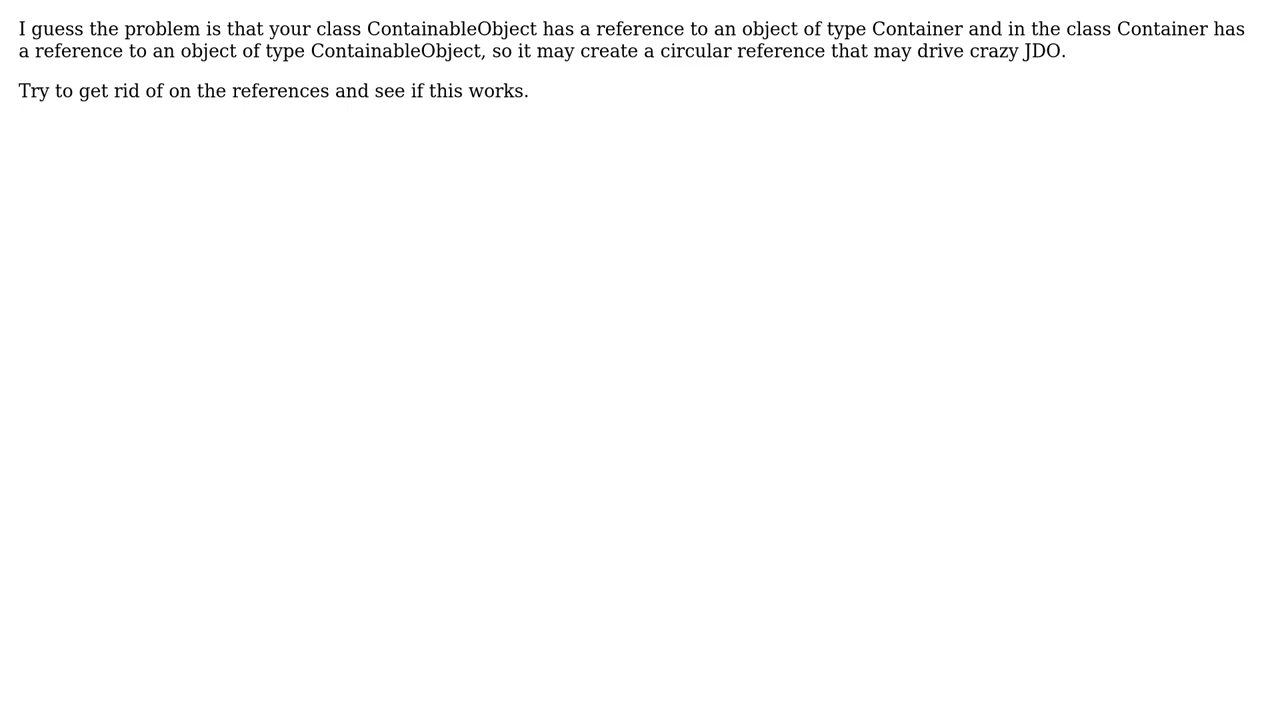 I guess the problem is that your class ContainableObject has a reference to an object of type Container and in the class Container has
a reference to an object of type ContainableObject, so it may create a circular reference that may drive crazy JDO.
Try to get rid of on the references and see if this works.